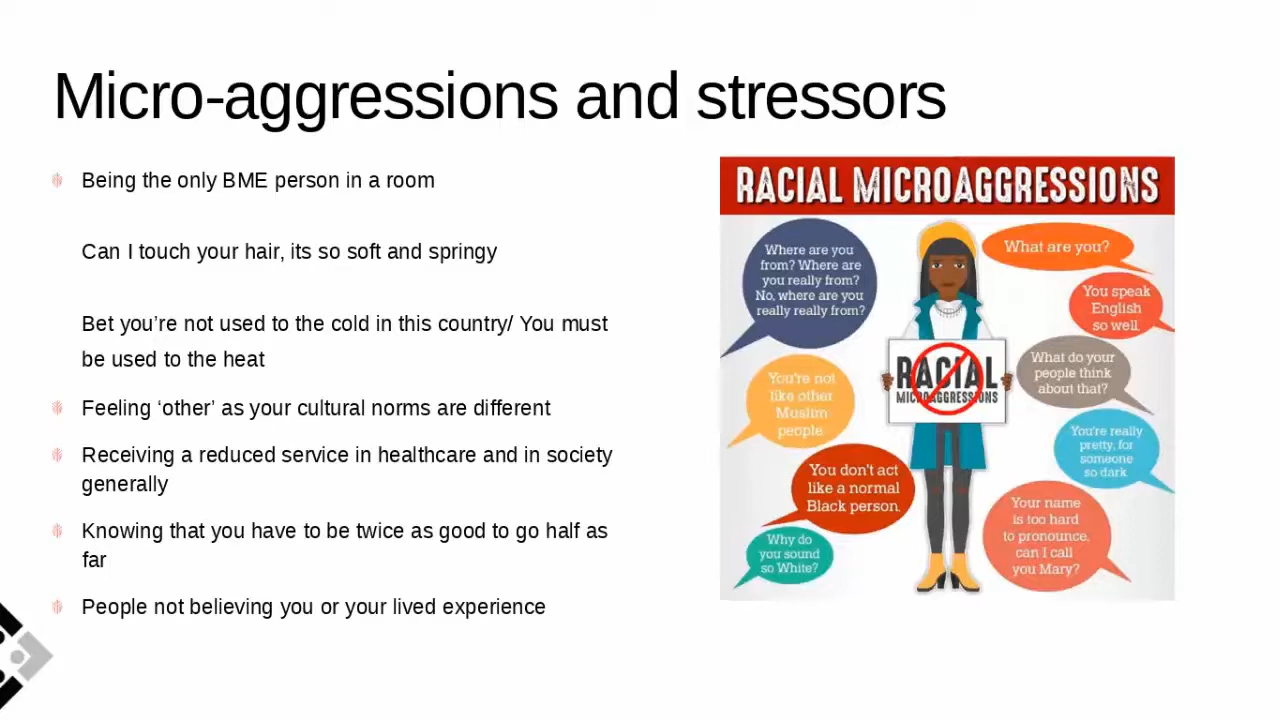 Micro-aggressions and stressors
Being the only BME person in a room
Can I touch your hair, its so soft and springy
Bet you’re not used to the cold in this country/ You must
be used to the heat
Feeling ‘other’ as your cultural norms are different
Receiving a reduced service in healthcare and in society
generally
Knowing that you have to be twice as good to go half as
far
People not believing you or your lived experience
RACIAL MICROAGGRESSIONS
Where are you
from? Where are
you really from?
No, where are you
really really from?
What are you?
You speak
English
so well.
You're not
like other
Muslim
people.
RACIAL
MICROAGGRESSIONS
What do your
people think
about that?
You're really
pretty, for
someone
so dark.
You don't act
like a normal
Black person.
Your name
is too hard
to pronounce,
can I call
you Mary?
Why do
you sound
so White?